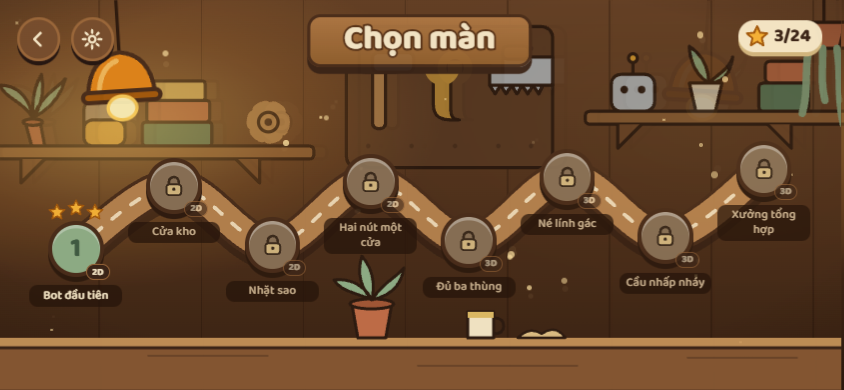 Chọn màn
3/24
1
2D
Bot đầu tiên
2D
Cửa kho
2D
Nhặt sao
2D
Hai nút một
cửa
3D
Đủ ba thùng
3D
Né lính gác
3D
Cầu nhấp nháy
3D
Xưởng tổng
hợp